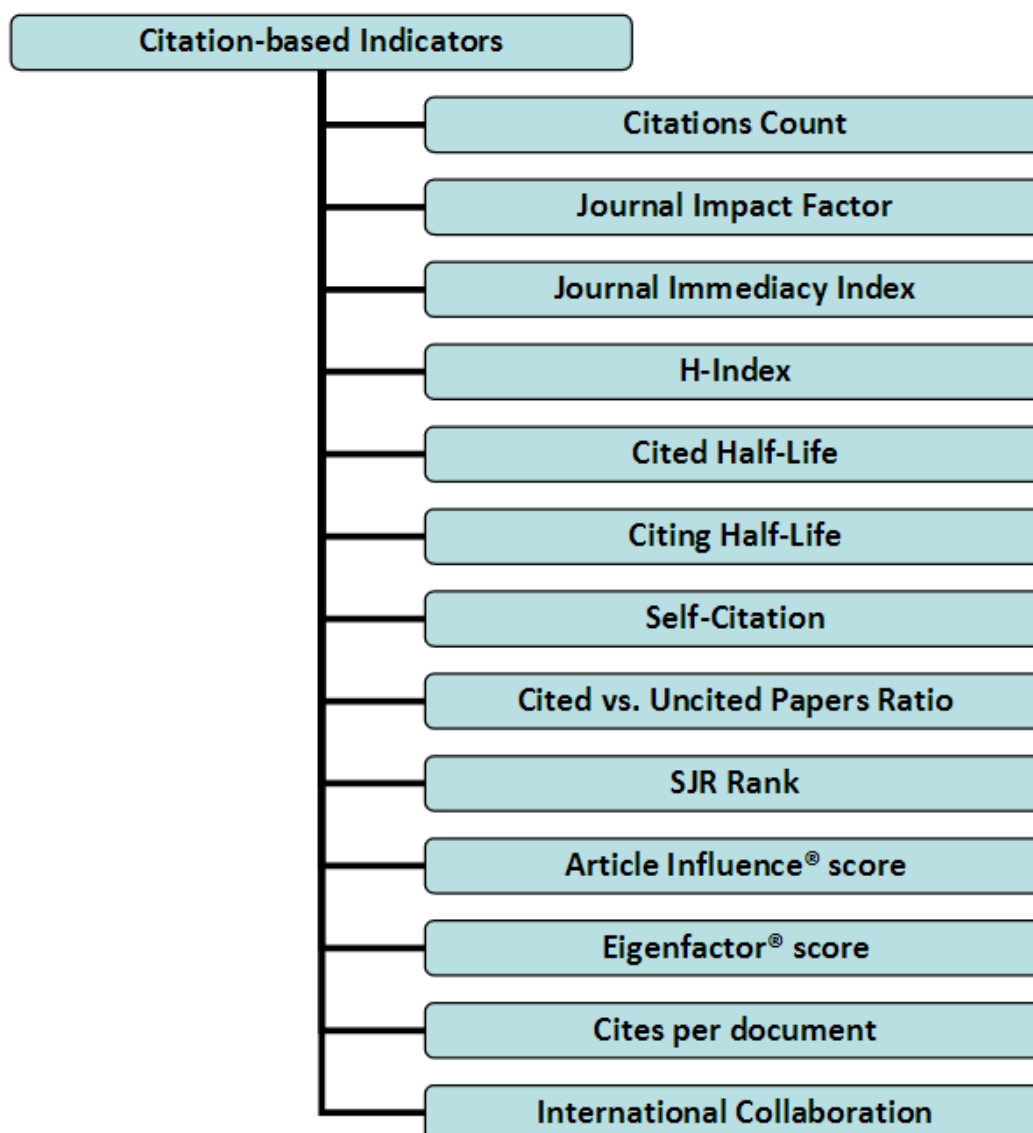 Citation-based Indicators
Citations Count
Journal Impact Factor
Journal Immediacy Index
H-Index
Cited Half-Life
Citing Half-Life
Self-Citation
Cited vs. Uncited Papers Ratio
SJR Rank
Article Influence® score
Eigenfactor® score
Cites per document
International Collaboration